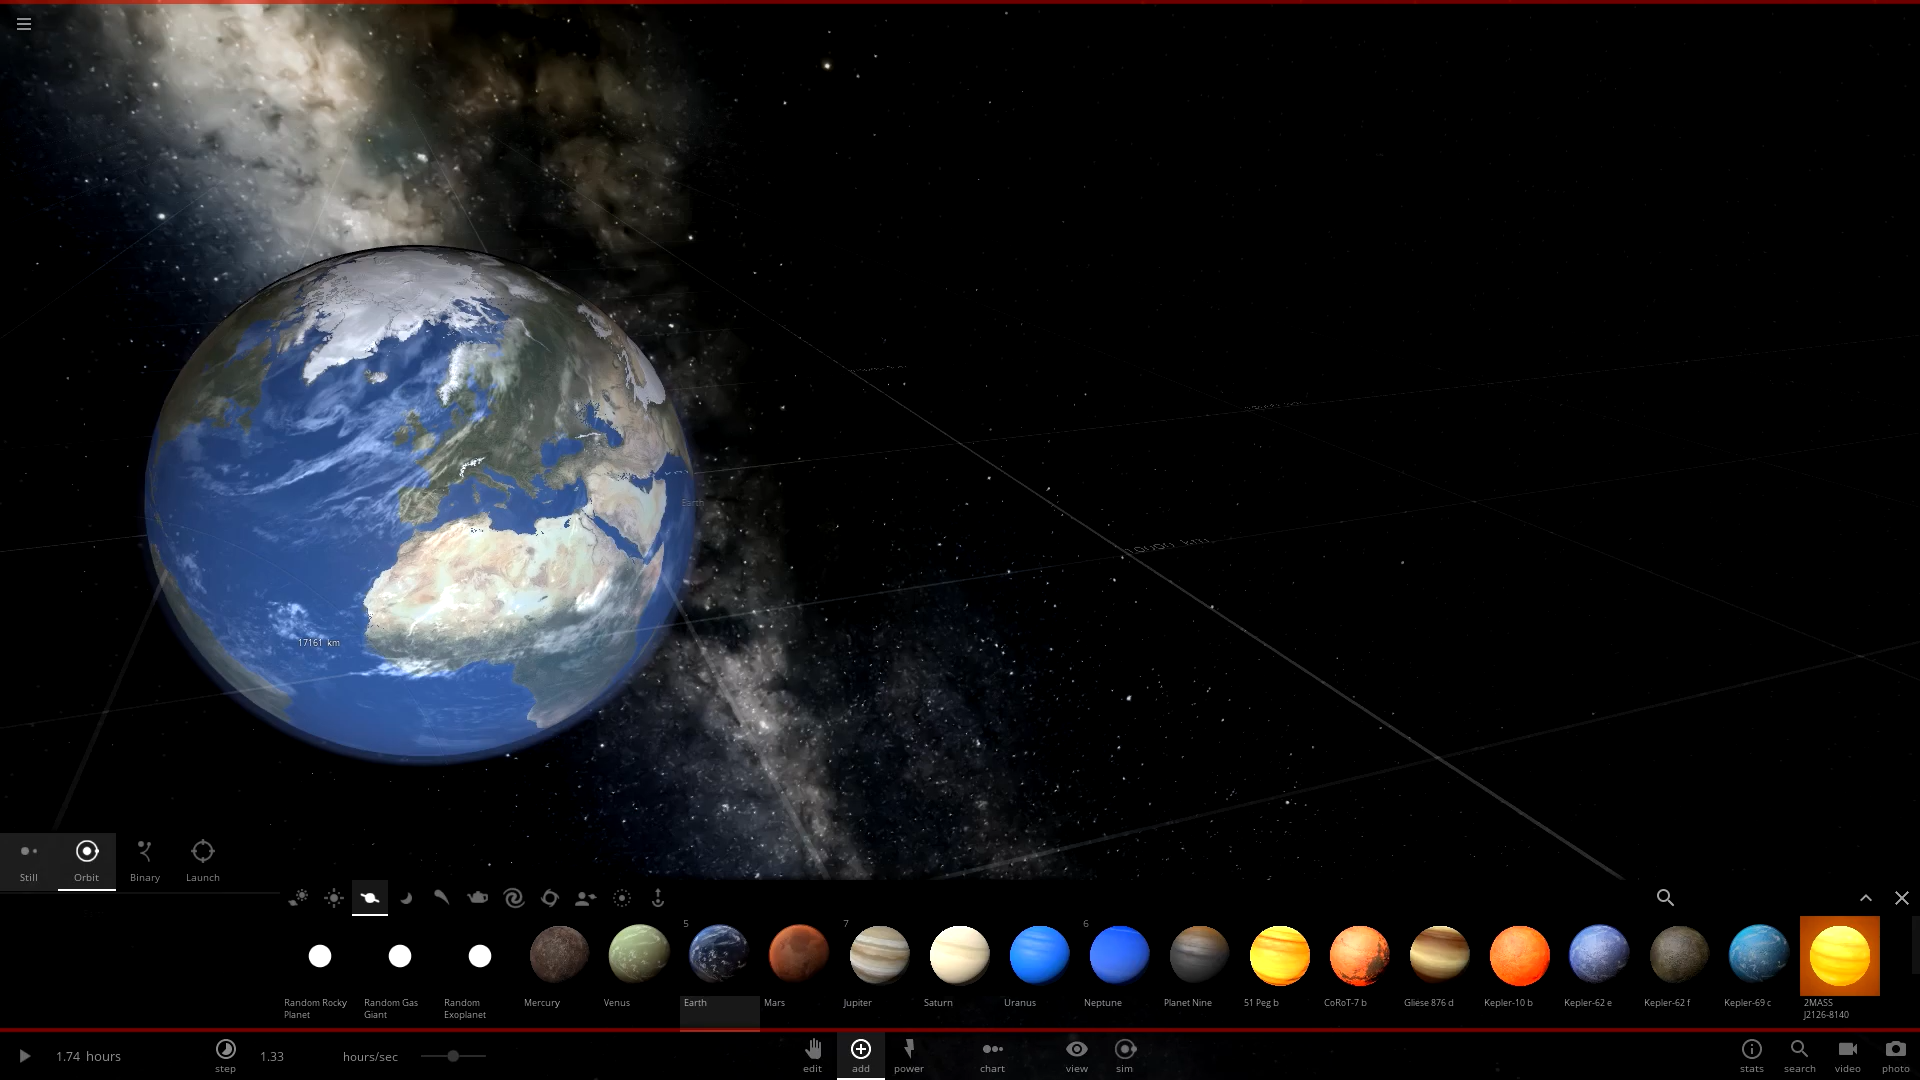 Earth
17161 km
Still
Orbit
Binary
Launch
5
7
6
Random Rocky
Planet
Random Gas
Giant
Random
Exoplanet
Mercury
Venus
Earth
Mars
Jupiter
Saturn
Uranus
Neptune
Planet Nine
51 Peg b
CoRoT-7 b
Gliese 876 d
Kepler-10 b
Kepler-62 e
Kepler-62 f
Kepler-69 c
2MASS
J2126-8140
1.74 hours
step
1.33
hours/sec
edit
add
power
chart
view
sim
stats
search
video
photo